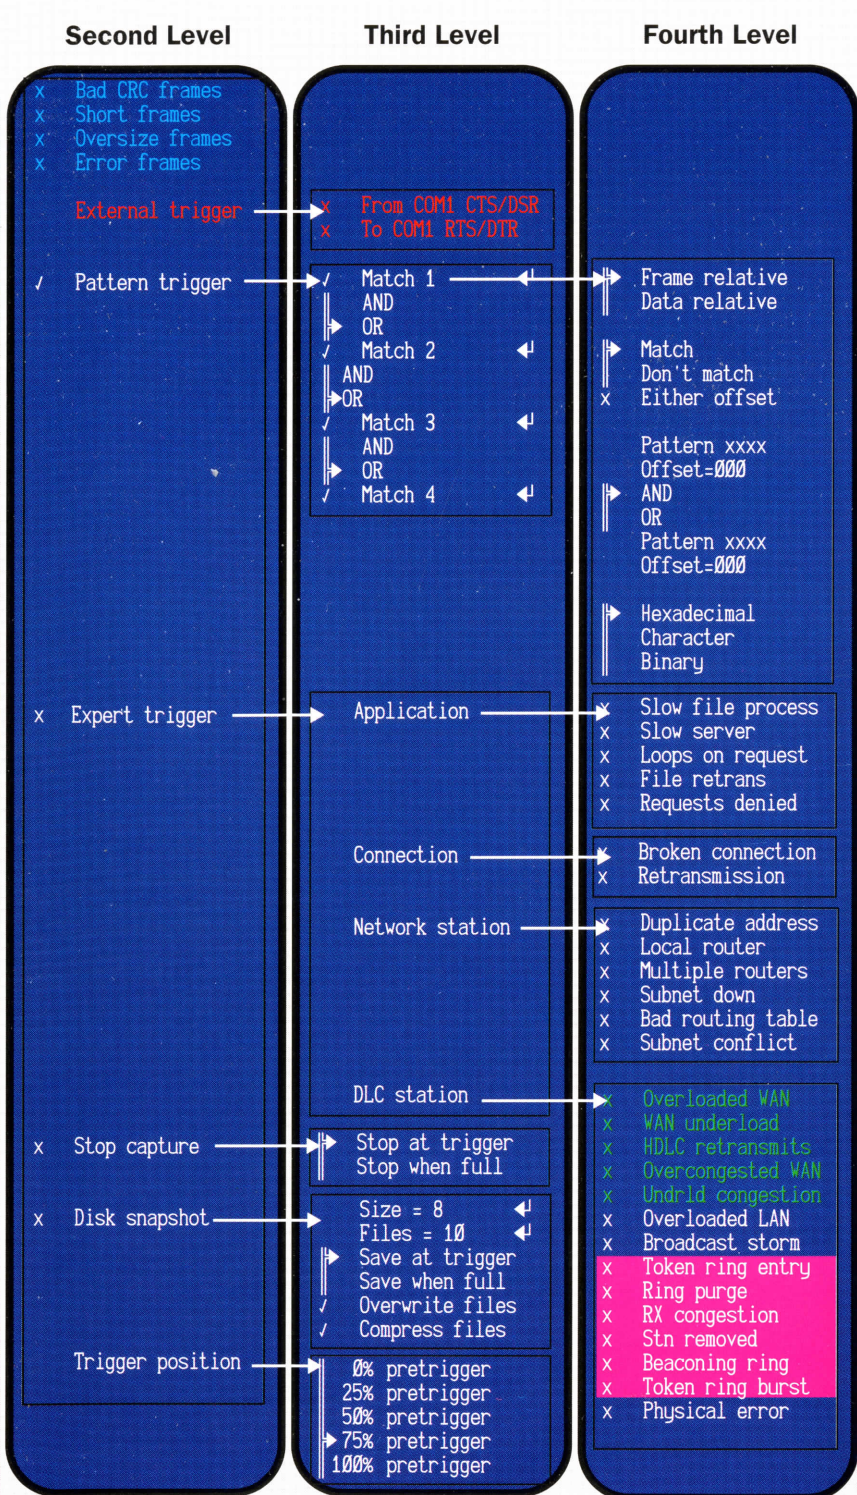 Second Level
x Bad CRC frames
x Short frames
x Oversize frames
x Error frames
External trigger
√ Pattern trigger
x Expert trigger
x Stop capture
x Disk snapshot
Trigger position
Third Level
x From COM1 CTS/DSR
x To COM1 RTS/DTR
√ Match 1
AND
OR
√ Match 2
AND
OR
√ Match 3
AND
OR
√ Match 4
Application
Connection
Network station
DLC station
Stop at trigger
Stop when full
Size = 8
Files = 10
Save at trigger
Save when full
√ Overwrite files
√ Compress files
0% pretrigger
25% pretrigger
50% pretrigger
75% pretrigger
100% pretrigger
Fourth Level
Frame relative
Data relative
Match
Don't match
x Either offset
Pattern xxxx
Offset=000
AND
OR
Pattern xxxx
Offset=000
Hexadecimal
Character
Binary
x Slow file process
x Slow server
x Loops on request
x File retrans
x Requests denied
x Broken connection
x Retransmission
x Duplicate address
x Local router
x Multiple routers
x Subnet down
x Bad routing table
x Subnet conflict
x Overloaded WAN
x WAN underload
x HDLC retransmits
x Overcongested WAN
x Undrld congestion
x Overloaded LAN
x Broadcast storm
x Token ring entry
x Ring purge
x RX congestion
x Stn removed
x Beaconing ring
x Token ring burst
x Physical error